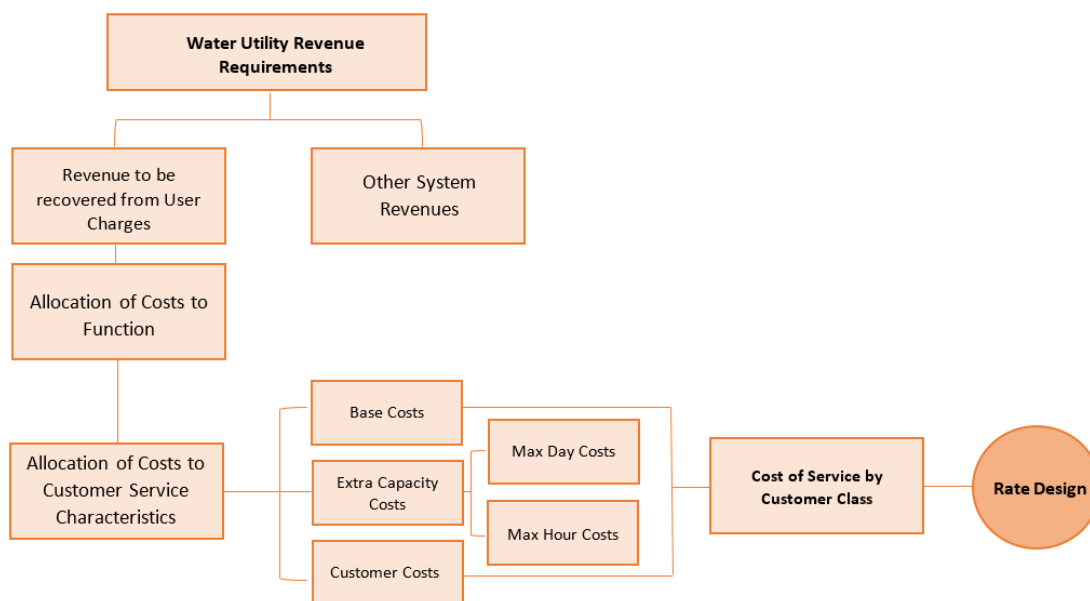 Water Utility Revenue
Requirements
Revenue to be
recovered from User
Charges
Other System
Revenues
Allocation of Costs to
Function
Allocation of Costs to
Customer Service
Characteristics
Base Costs
Extra Capacity
Costs
Customer Costs
Max Day Costs
Max Hour Costs
Cost of Service by
Customer Class
Rate Design